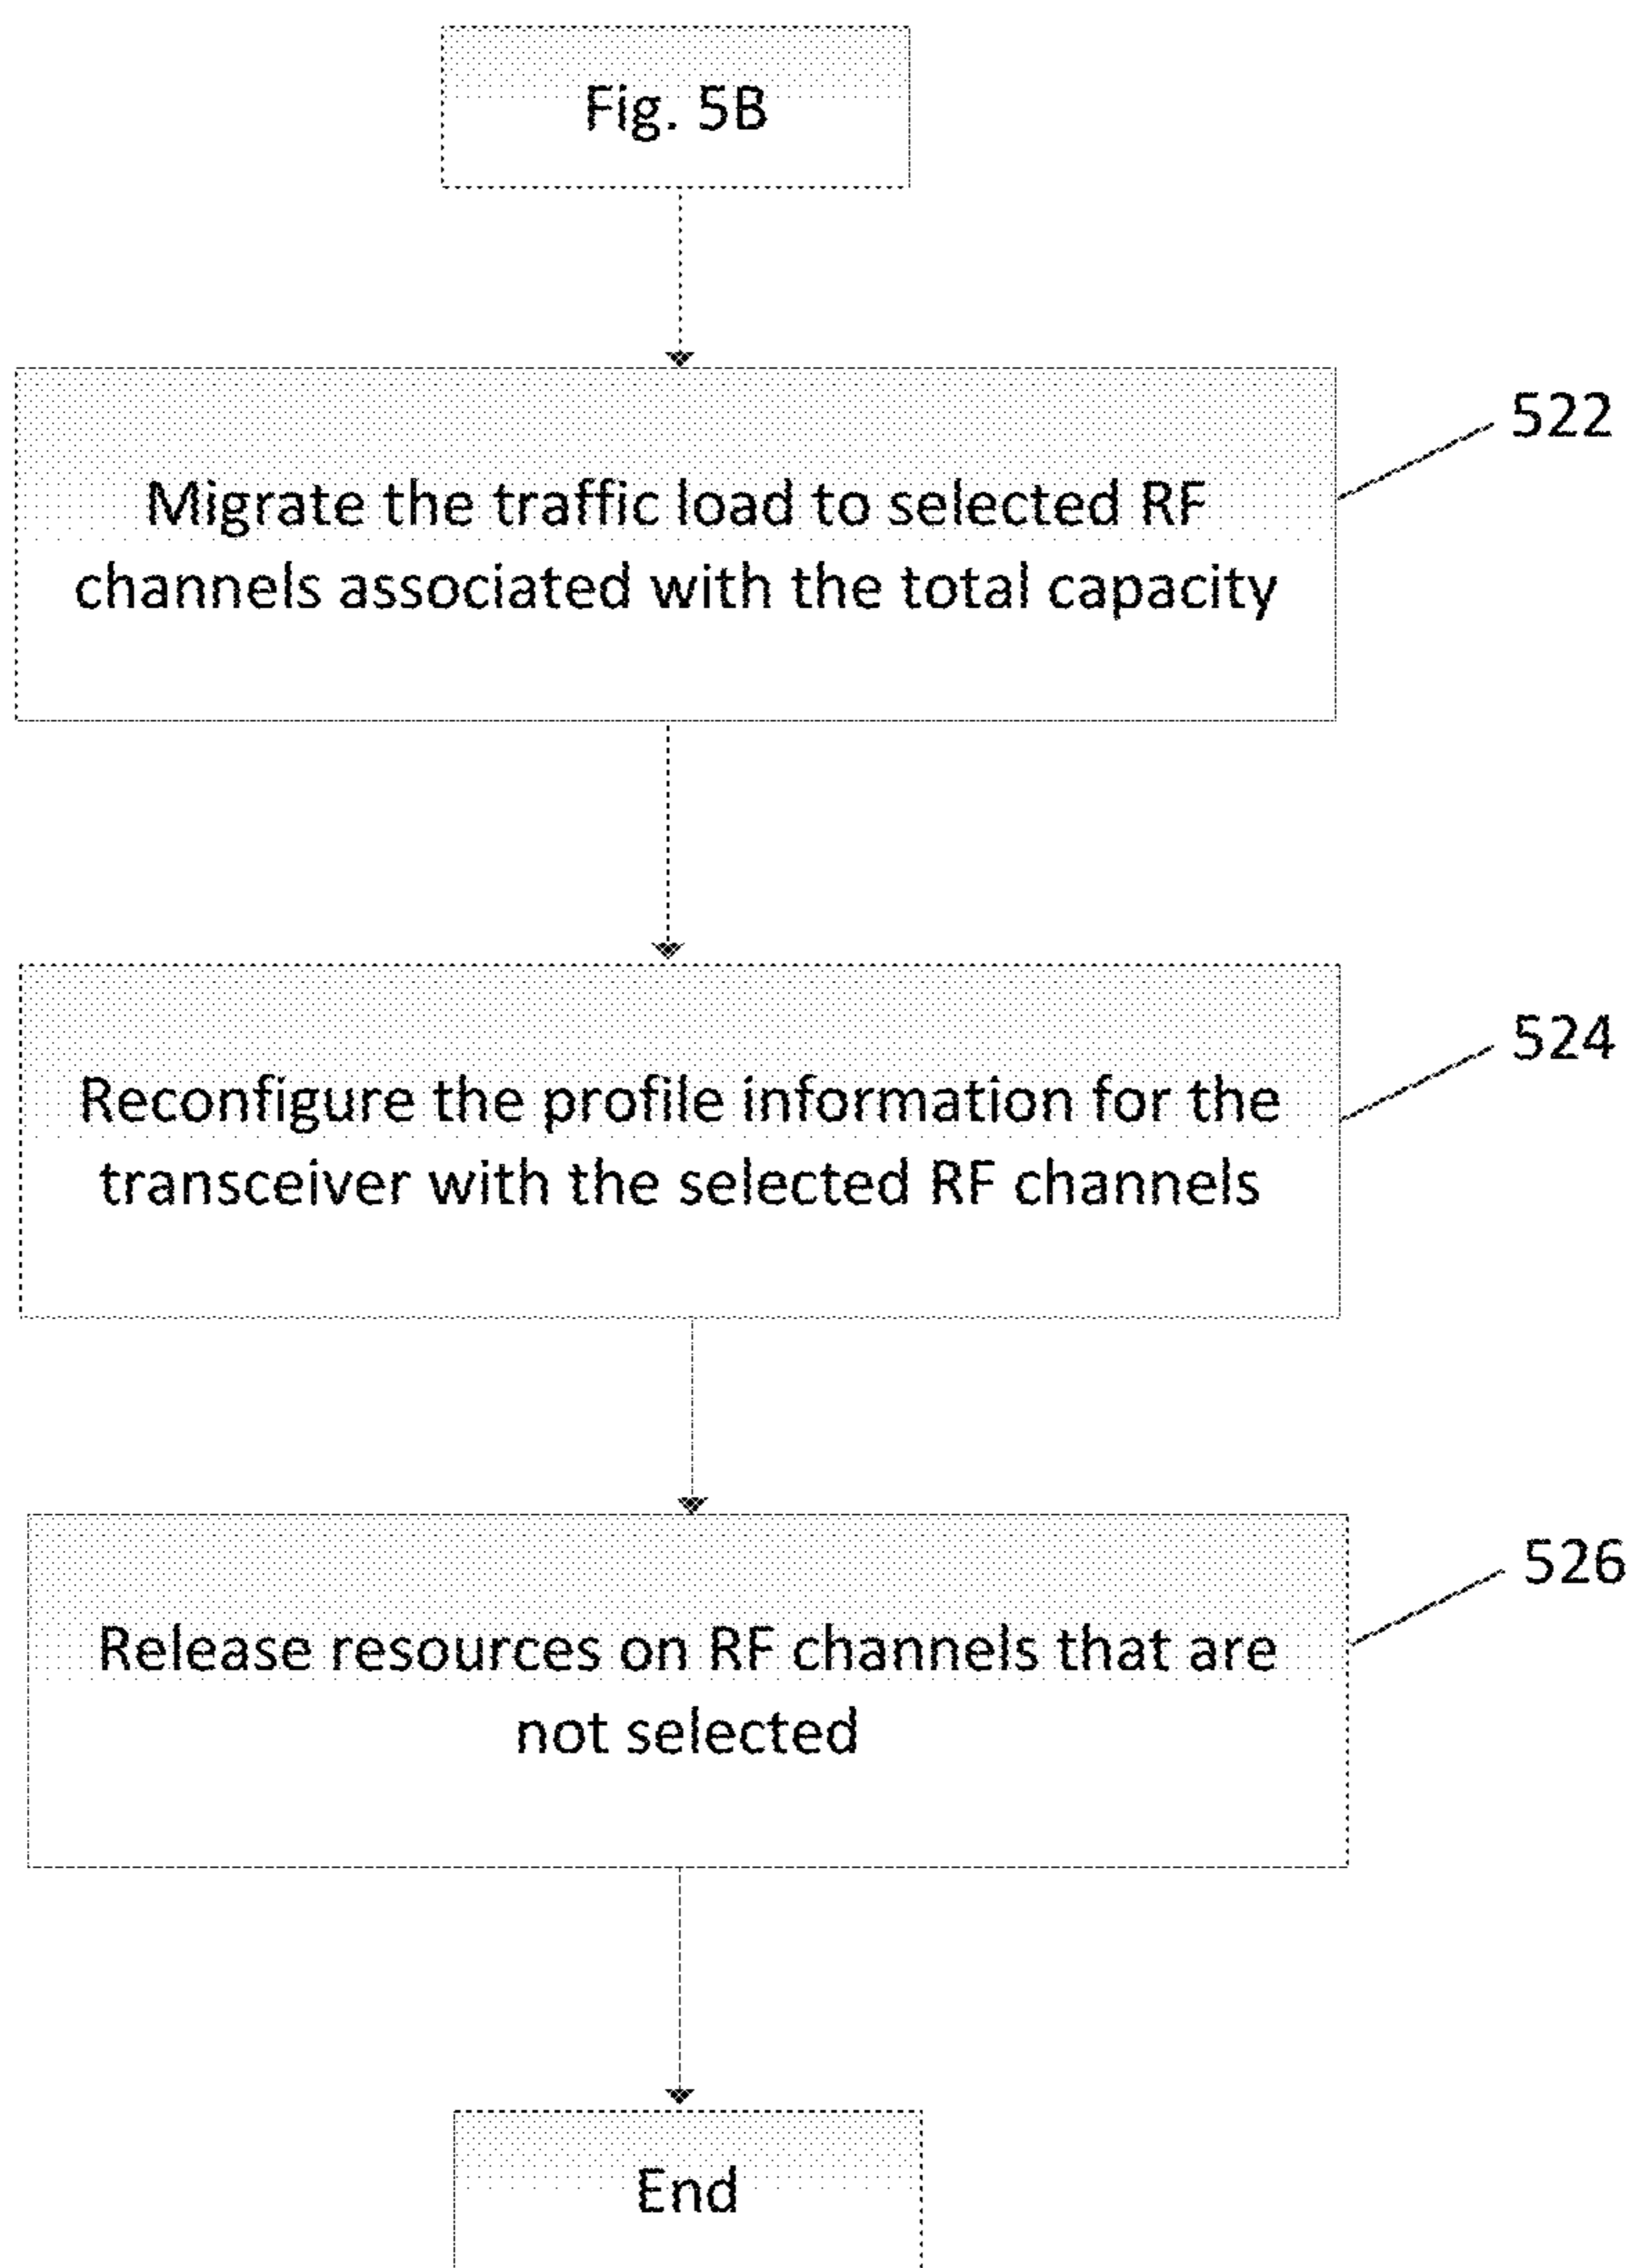 Fig. 5B
522
Migrate the traffic load to selected RF
channels associated with the total capacity
524
Reconfigure the profile information for the
transceiver with the selected RF channels
526
Release resources on RF channels that are
not selected
End